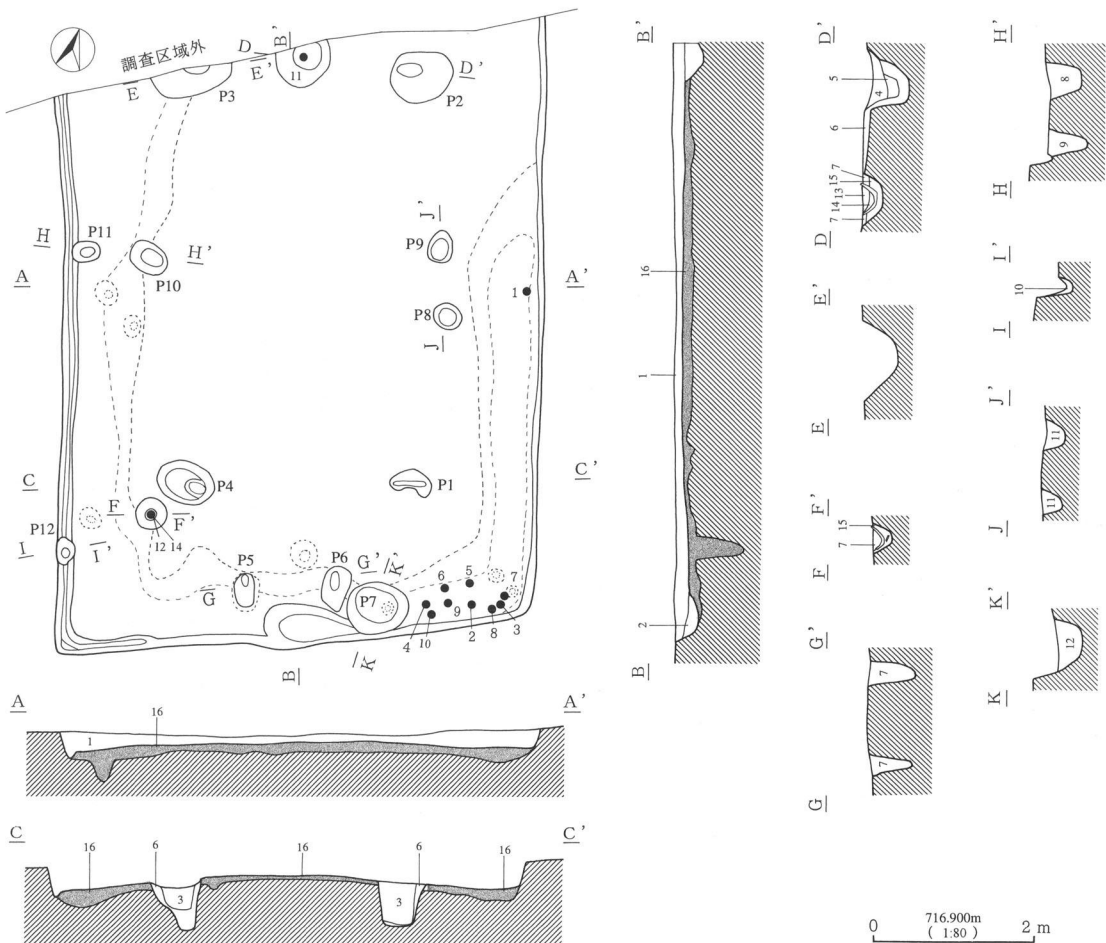 調査区域外
D
B'
E'
E
11
P3
D'
P2
H
P11
H'
P10
J'
P9
A
A'
1
P8
J
C
C'
P4
P1
F
F'
12 14
P12
I
I'
P5
P6
G'
K'
G
P7
6
5
7
4
10
9
2
8
3
B
K
A
A'
16
1
C
C'
16
6
16
6
16
3
3
B'
16
1
2
B
D'
5
4
6
7
15
13
14
7
D
E'
E
F'
15
7
F
G'
7
7
G
H'
8
9
H
I'
10
I
J'
11
11
J
K'
12
K
716.900m
0
(1:80)
2 m